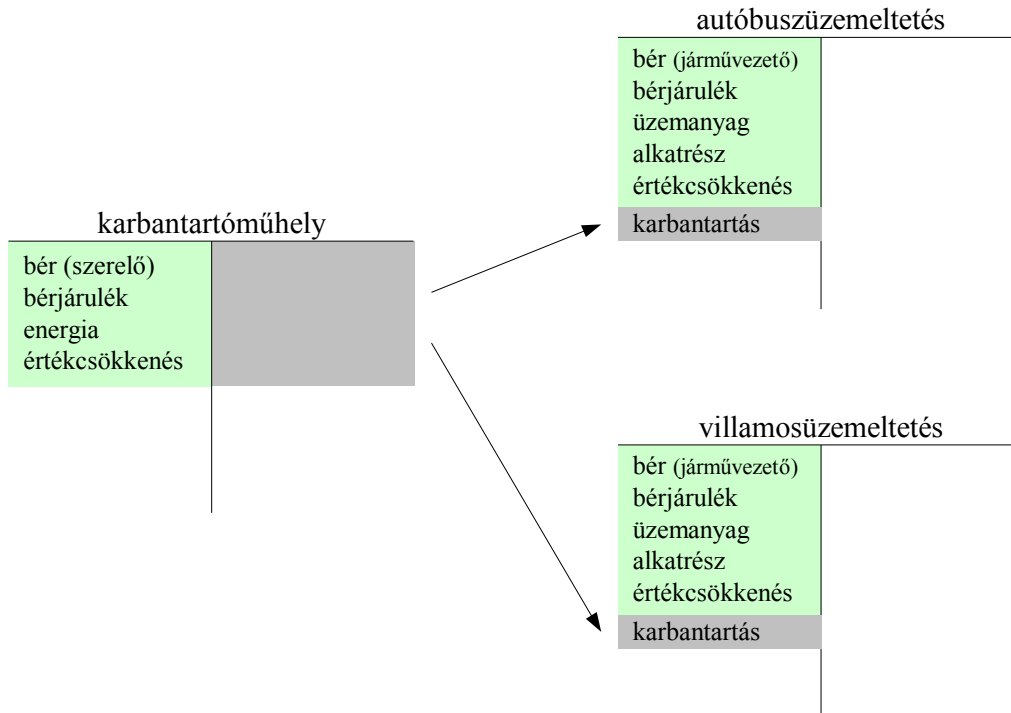 karbantartóműhely
bér (szerelő)
bérjárulék
energia
értékcsökkenés
autóbuszüzemeltetés
bér (járművezető)
bérjárulék
üzemanyag
alkatrész
értékcsökkenés
karbantartás
villamosüzemeltetés
bér (járművezető)
bérjárulék
üzemanyag
alkatrész
értékcsökkenés
karbantartás